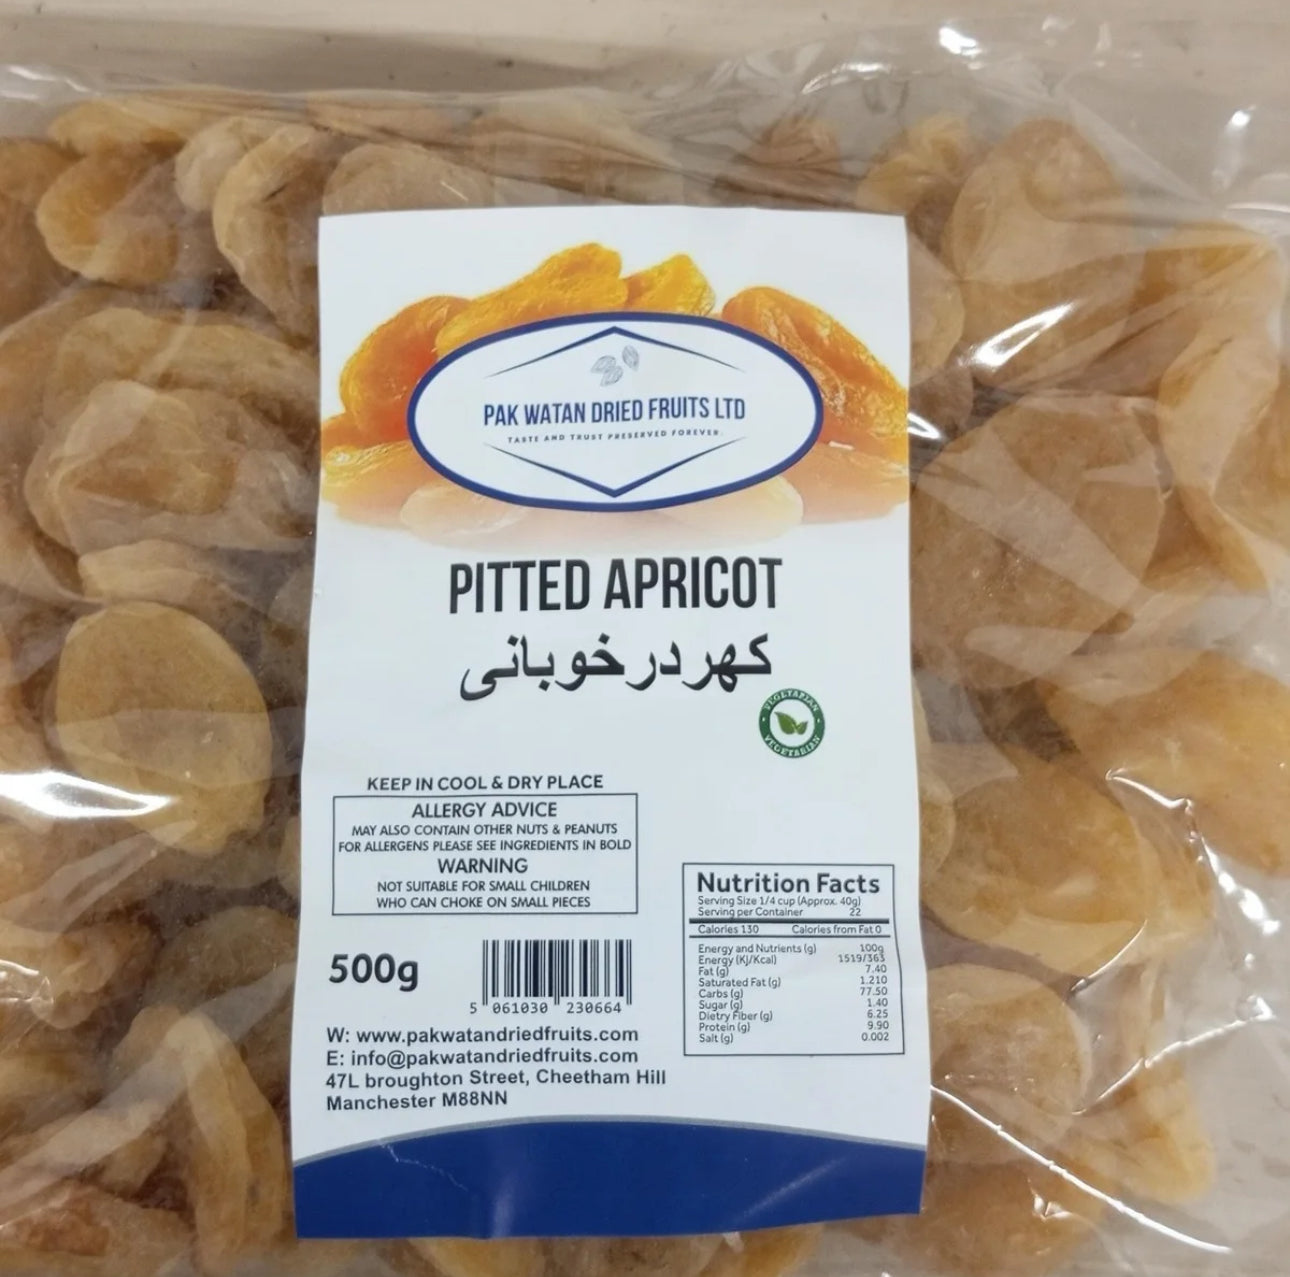 PAK WATAN DRIED FRUITS LTD
TASTE AND TRUST PRESERVED FOREVER.
PITTED APRICOT
کھر در خوبانی
VEGETARIAN
VEGETARIAN
KEEP IN COOL & DRY PLACE
ALLERGY ADVICE
MAY ALSO CONTAIN OTHER NUTS & PEANUTS
FOR ALLERGENS PLEASE SEE INGREDIENTS IN BOLD
WARNING
NOT SUITABLE FOR SMALL CHILDREN
WHO CAN CHOKE ON SMALL PIECES
500g
5 061030 230664
W: www.pakwatandriedfruits.com
E: info@pakwatandriedfruits.com
47L broughton Street, Cheetham Hill
Manchester M88NN
Nutrition Facts
Serving Size 1/4 cup (Approx. 40g)
Serving per Container 22
Calories 130 Calories from Fat 0
Energy and Nutrients (g) 100g
Energy (KJ/Kcal) 1519/363
Fat (g) 7.40
Saturated Fat (g) 1.210
Carbs (g) 77.50
Sugar (g) 1.40
Dietry Fiber (g) 6.25
Protein (g) 9.90
Salt (g) 0.002